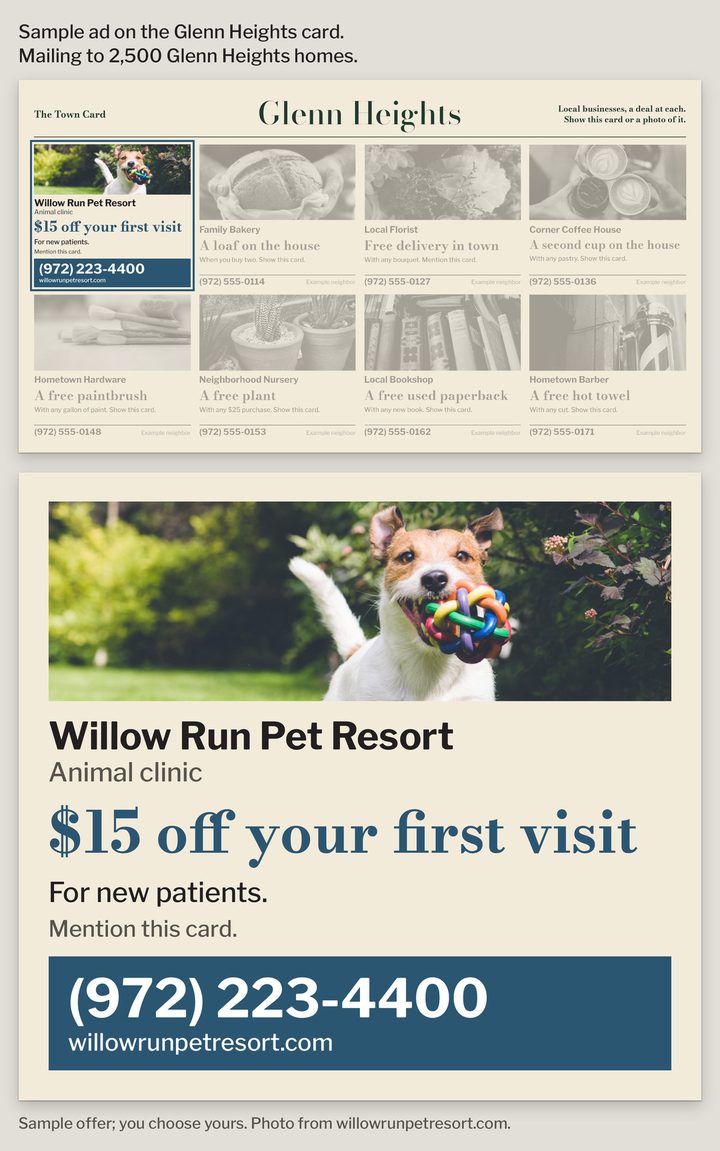 Sample ad on the Glenn Heights card.
Mailing to 2,500 Glenn Heights homes.
The Town Card
Glenn Heights
Local businesses, a deal at each.
Show this card or a photo of it.
Willow Run Pet Resort
Animal clinic
$15 off your first visit
For new patients.
Mention this card.
(972) 223-4400
willowrunpetresort.com
Family Bakery
A loaf on the house
When you buy two. Show this card.
(972) 555-0114 Example neighbor
Local Florist
Free delivery in town
With any bouquet. Mention this card.
(972) 555-0127 Example neighbor
Corner Coffee House
A second cup on the house
With any pastry. Show this card.
(972) 555-0136 Example neighbor
Hometown Hardware
A free paintbrush
With any gallon of paint. Show this card.
(972) 555-0148 Example neighbor
Neighborhood Nursery
A free plant
With any $25 purchase. Show this card.
(972) 555-0153 Example neighbor
Local Bookshop
A free used paperback
With any new book. Show this card.
(972) 555-0162 Example neighbor
Hometown Barber
A free hot towel
With any cut. Show this card.
(972) 555-0171 Example neighbor
Willow Run Pet Resort
Animal clinic
$15 off your first visit
For new patients.
Mention this card.
(972) 223-4400
willowrunpetresort.com
Sample offer; you choose yours. Photo from willowrunpetresort.com.